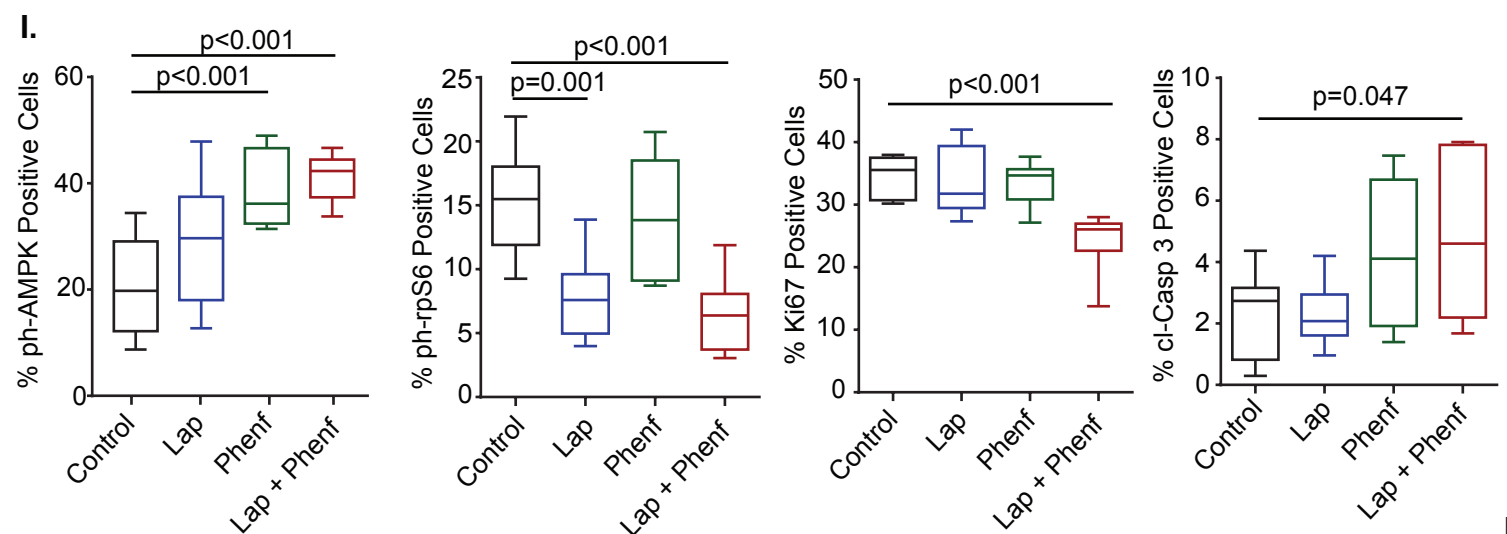 I.
% ph-AMPK Positive Cells
60
40
20
0
p<0.001
p<0.001
Control
Lap
Phenf
Lap + Phenf
% ph-rpS6 Positive Cells
25
20
15
10
5
0
p<0.001
p=0.001
Control
Lap
Phenf
Lap + Phenf
% Ki67 Positive Cells
50
40
30
20
10
0
p<0.001
Control
Lap
Phenf
Lap + Phenf
% cl-Casp 3 Positive Cells
10
8
6
4
2
0
p=0.047
Control
Lap
Phenf
Lap + Phenf